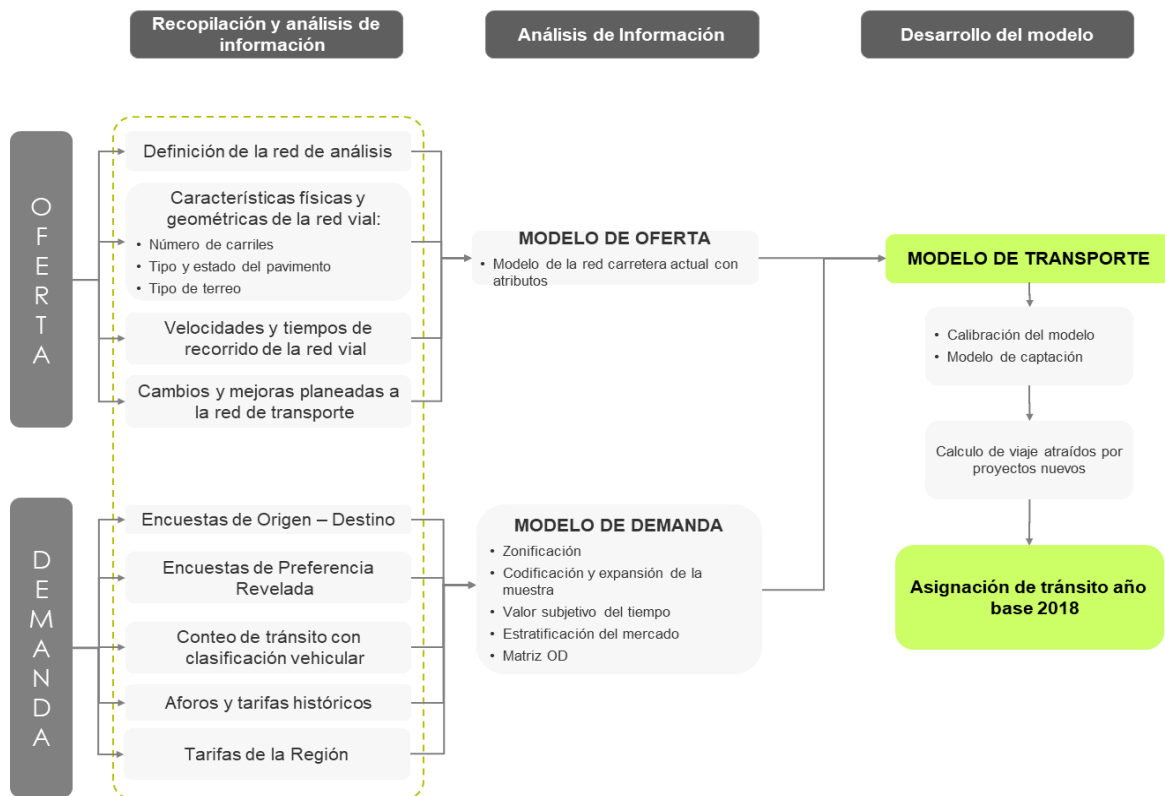 Recopilación y análisis de
información
Análisis de Información
Desarrollo del modelo
OFERTA
Definición de la red de análisis
Características físicas y
geométricas de la red vial:
• Número de carriles
• Tipo y estado del pavimento
• Tipo de terreo
Velocidades y tiempos de
recorrido de la red vial
Cambios y mejoras planeadas a
la red de transporte
MODELO DE OFERTA
• Modelo de la red carretera actual con
atributos
MODELO DE TRANSPORTE
• Calibración del modelo
• Modelo de captación
Calculo de viaje atraídos por
proyectos nuevos
Asignación de tránsito año
base 2018
DEMANDA
Encuestas de Origen – Destino
Encuestas de Preferencia
Revelada
Conteo de tránsito con
clasificación vehicular
Aforos y tarifas históricos
Tarifas de la Región
MODELO DE DEMANDA
• Zonificación
• Codificación y expansión de la
muestra
• Valor subjetivo del tiempo
• Estratificación del mercado
• Matriz OD